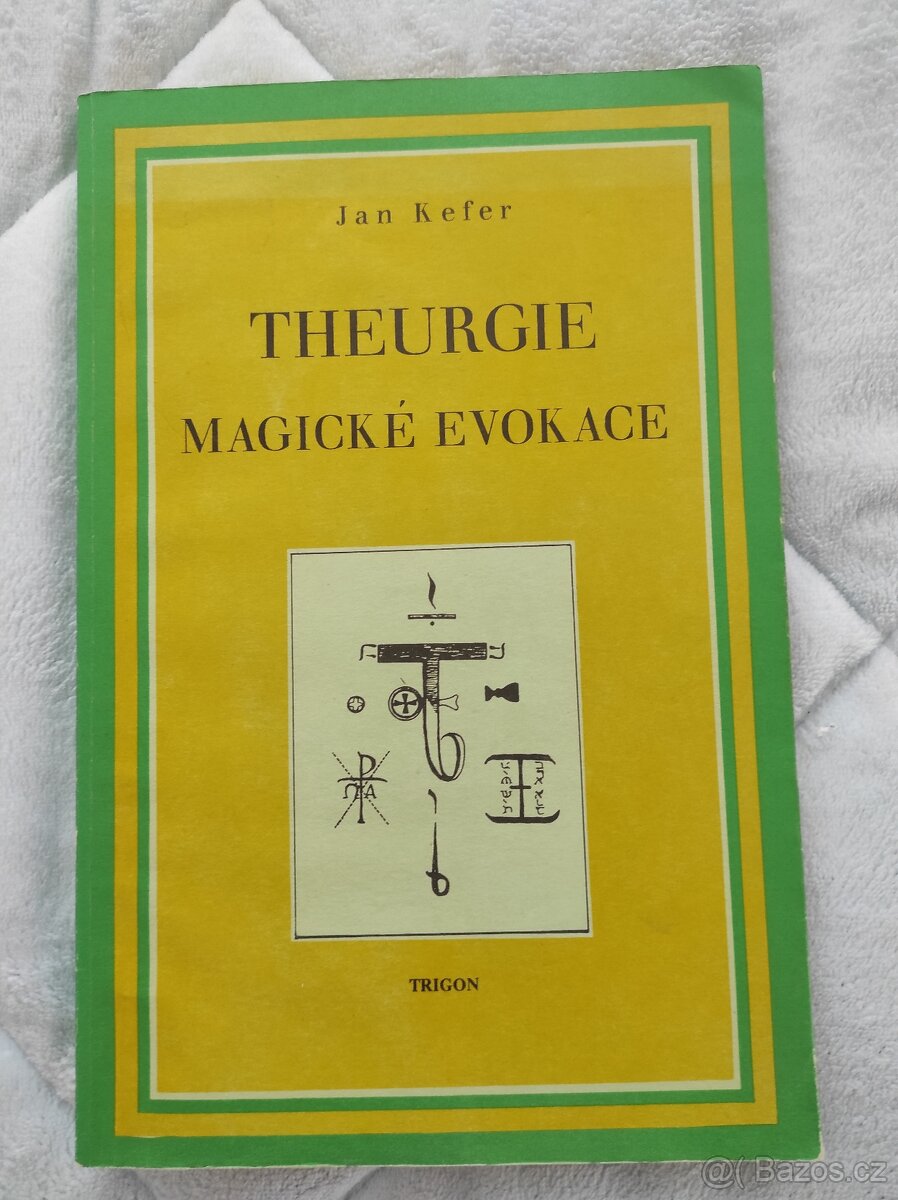 Jan Kefer
THEURGIE
MAGICKÉ EVOKACE
TRIGON
Bazos.cz